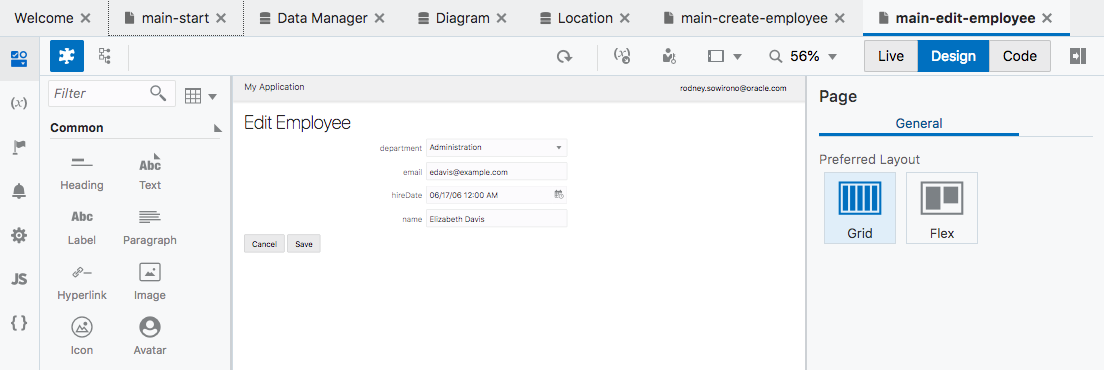 Welcome
main-start
Data Manager
Diagram
Location
main-create-employee
main-edit-employee
(x)
JS
{ }
56%
Live
Design
Code
Filter
Common
Heading
Abc
Text
Abc
Label
Paragraph
Hyperlink
Image
Icon
Avatar
My Application
rodney.sowirono@oracle.com
Edit Employee
department
Administration
email
edavis@example.com
hireDate
06/17/06 12:00 AM
name
Elizabeth Davis
Cancel
Save
Page
General
Preferred Layout
Grid
Flex